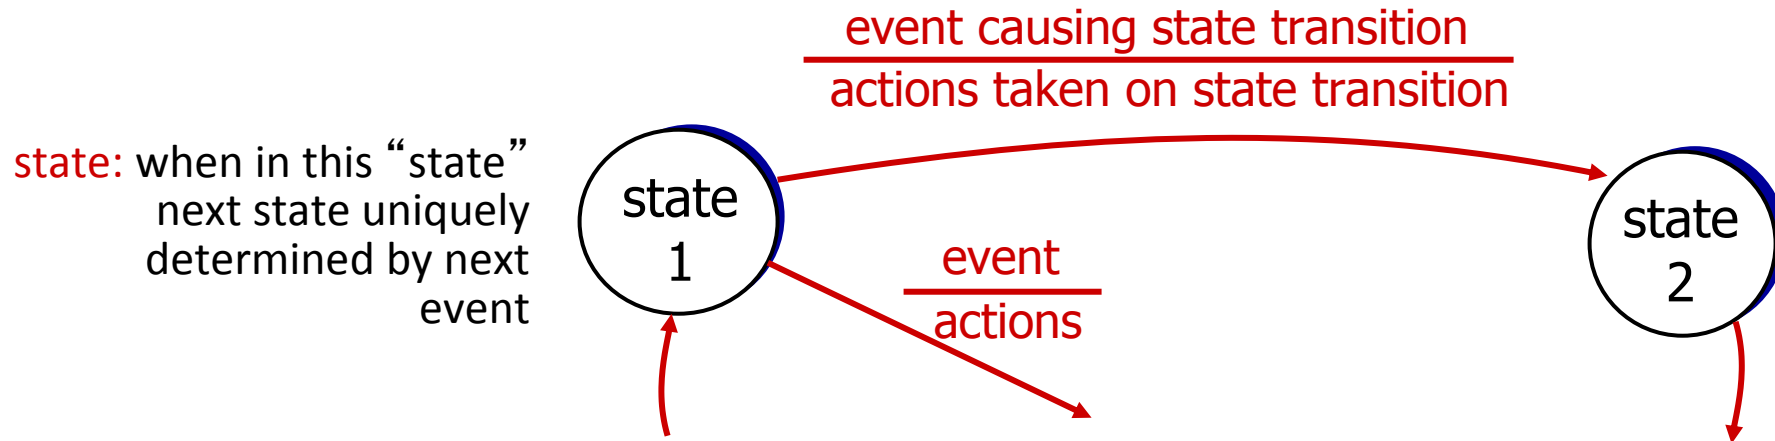 event causing state transition
actions taken on state transition
state: when in this “state”
next state uniquely
determined by next
event
state
1
event
actions
state
2